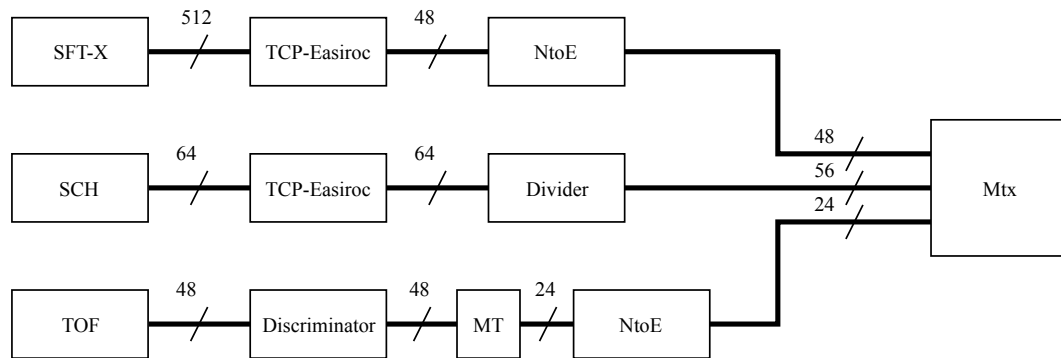 512
48
SFT-X
TCP-Easiroc
NtoE
48
64
64
56
SCH
TCP-Easiroc
Divider
Mtx
24
48
48
24
TOF
Discriminator
MT
NtoE